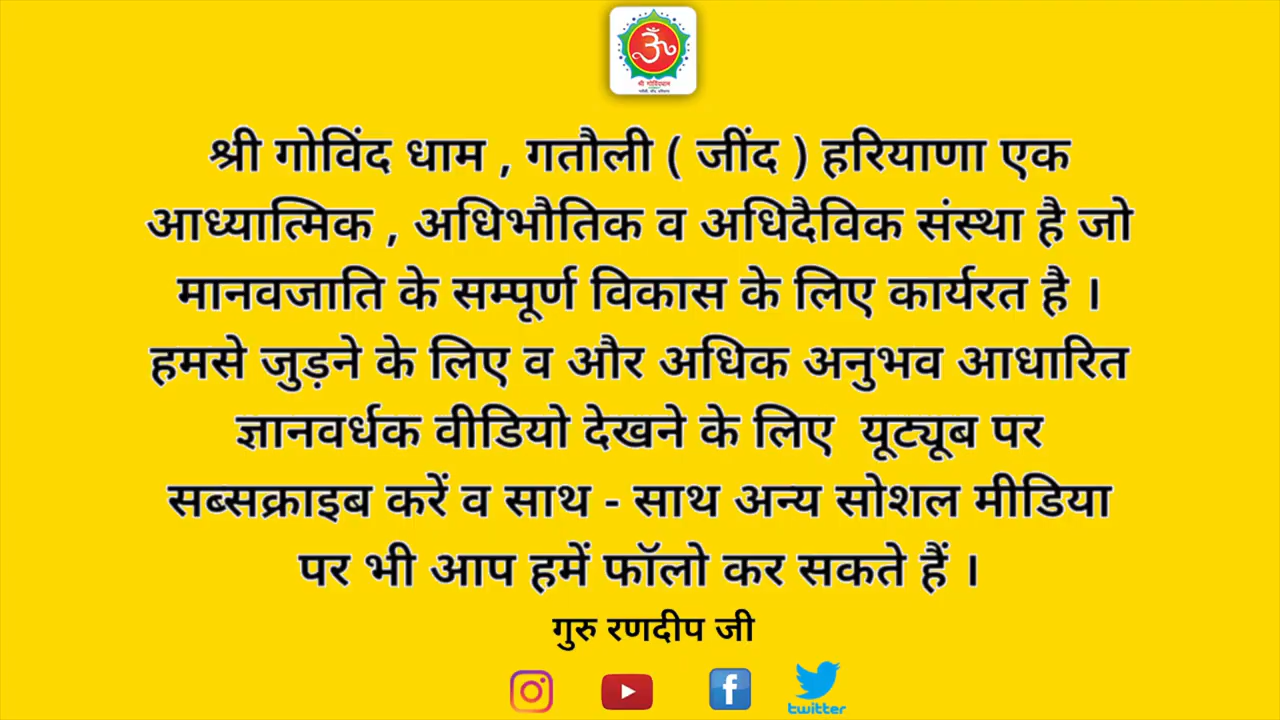 ॐ
श्री गोविंदधाम
श्री गोविंद धाम , गतौली ( जींद ) हरियाणा एक
आध्यात्मिक , अधिभौतिक व अधिदैविक संस्था है जो
मानवजाति के सम्पूर्ण विकास के लिए कार्यरत है ।
हमसे जुड़ने के लिए व और अधिक अनुभव आधारित
ज्ञानवर्धक वीडियो देखने के लिए यूट्यूब पर
सब्सक्राइब करें व साथ - साथ अन्य सोशल मीडिया
पर भी आप हमें फॉलो कर सकते हैं ।
गुरु रणदीप जी
f
twitter